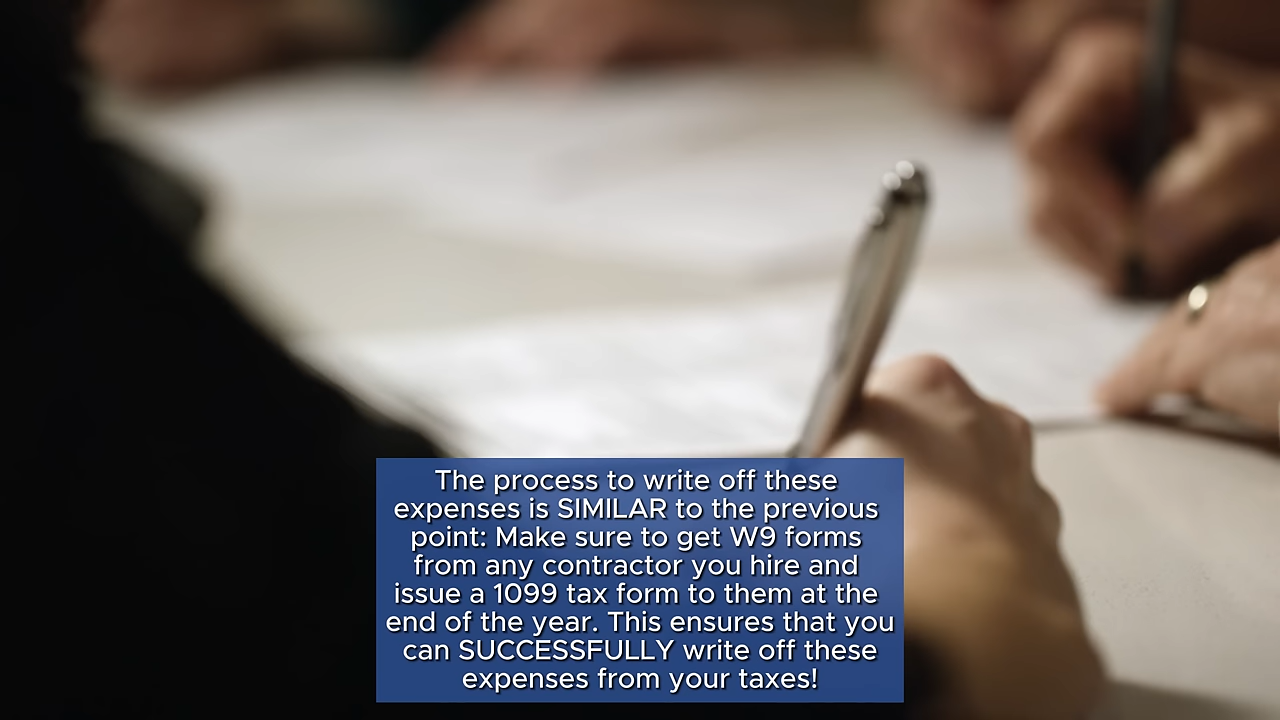 The process to write off these
expenses is SIMILAR to the previous
point: Make sure to get W9 forms
from any contractor you hire and
issue a 1099 tax form to them at the
end of the year. This ensures that you
can SUCCESSFULLY write off these
expenses from your taxes!